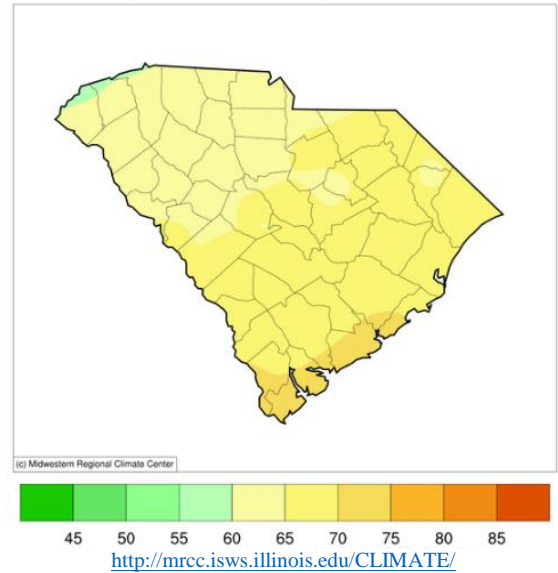 (c) Midwestern Regional Climate Center
45 50 55 60 65 70 75 80 85
http://mrcc.isws.illinois.edu/CLIMATE/